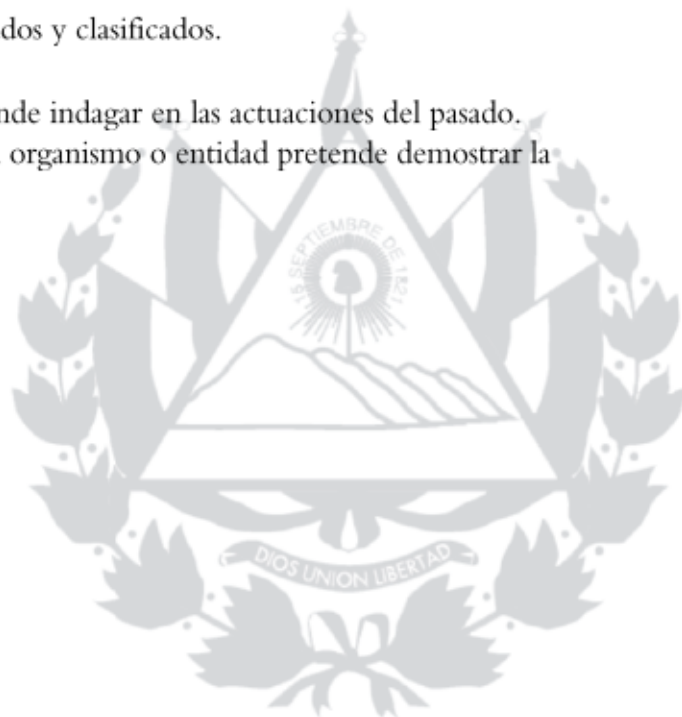 dos y clasificados.
nde indagar en las actuaciones del pasado.
organismo o entidad pretende demostrar la
15 SEPTIEMBRE DE 1821
DIOS UNION LIBERTAD